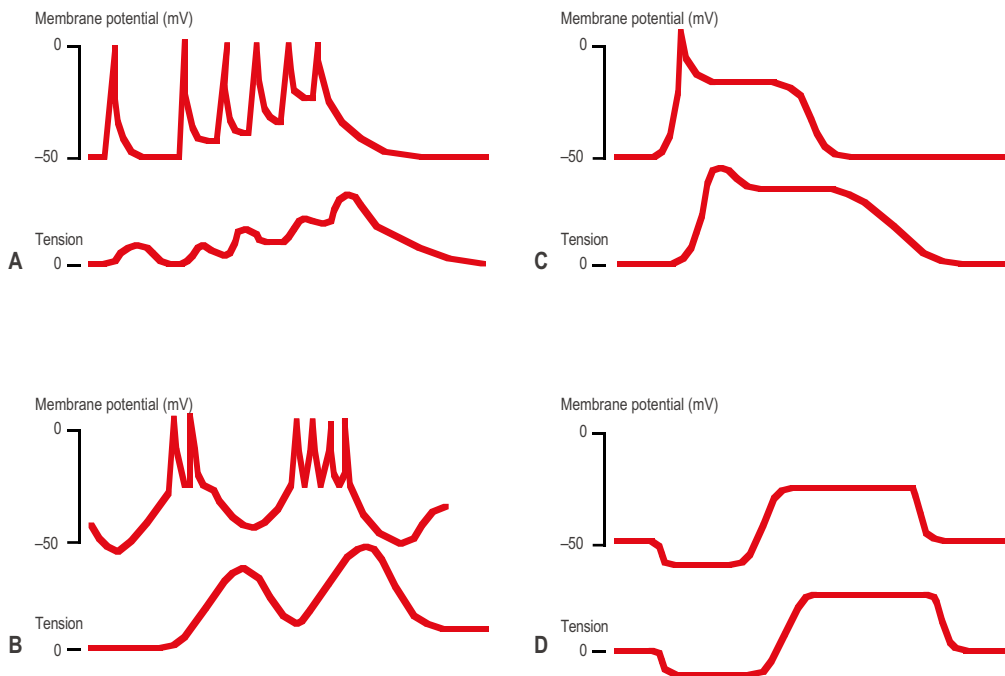 Membrane potential (mV)
0
–50
Tension
0
A
Membrane potential (mV)
0
–50
Tension
0
C
Membrane potential (mV)
0
–50
Tension
0
B
Membrane potential (mV)
0
–50
Tension
0
D